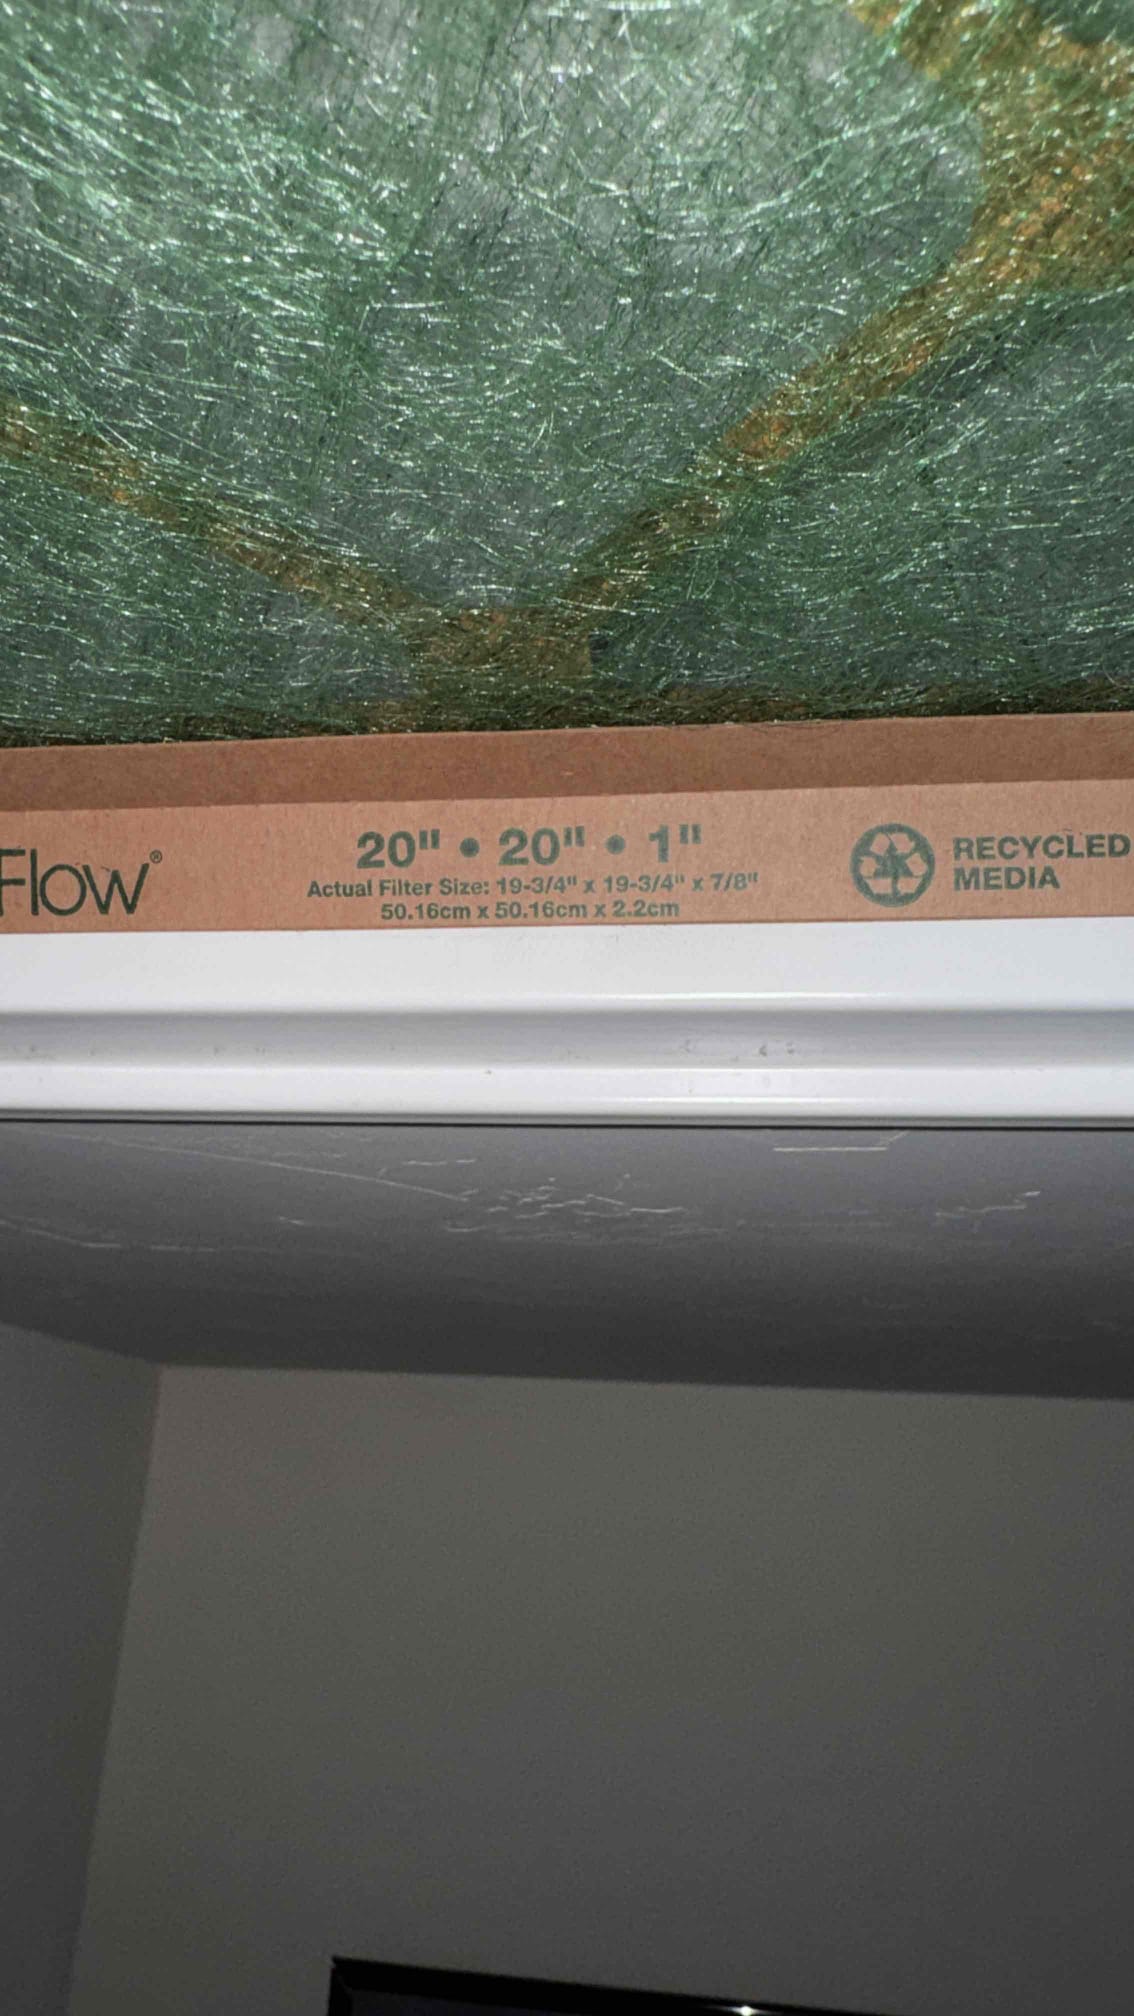 Flow®
20" • 20" • 1"
Actual Filter Size: 19-3/4" x 19-3/4" x 7/8"
50.16cm x 50.16cm x 2.2cm
RECYCLED
MEDIA